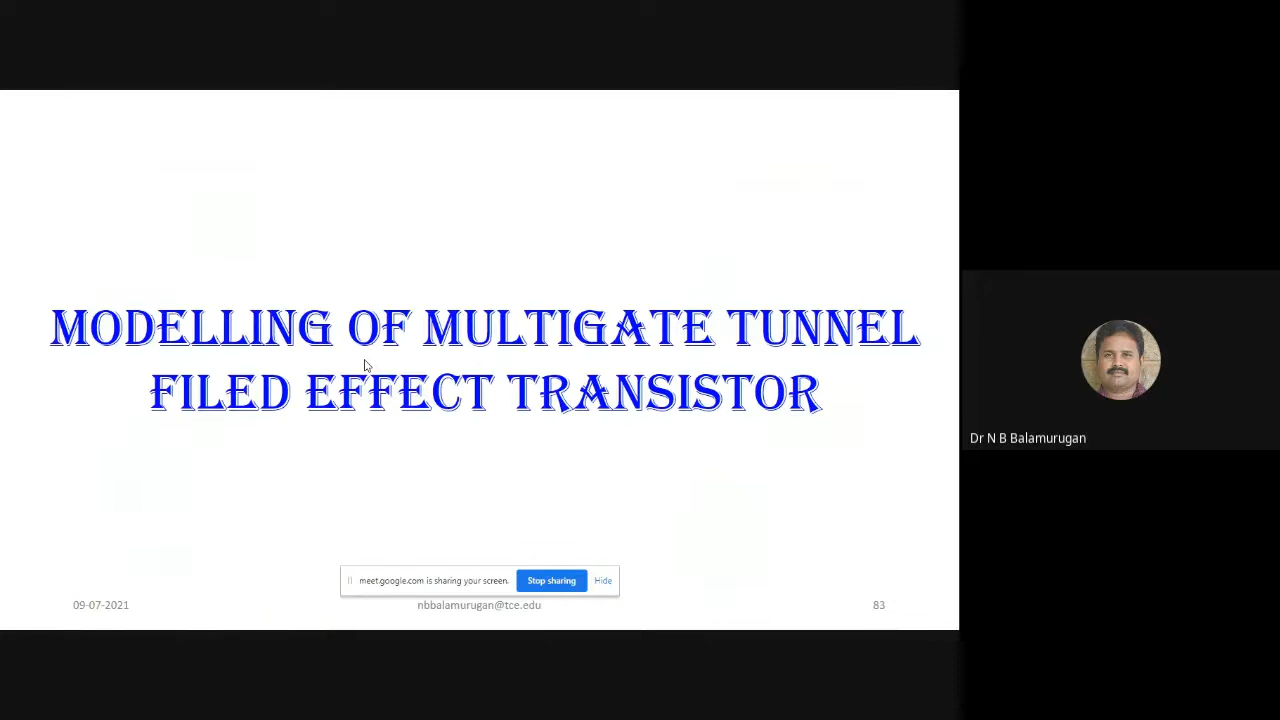 MODELLING OF MULTIGATE TUNNEL
FILED EFFECT TRANSISTOR
Dr N B Balamurugan
meet.google.com is sharing your screen.
Stop sharing
Hide
09-07-2021
nbbalamurugan@tce.edu
83